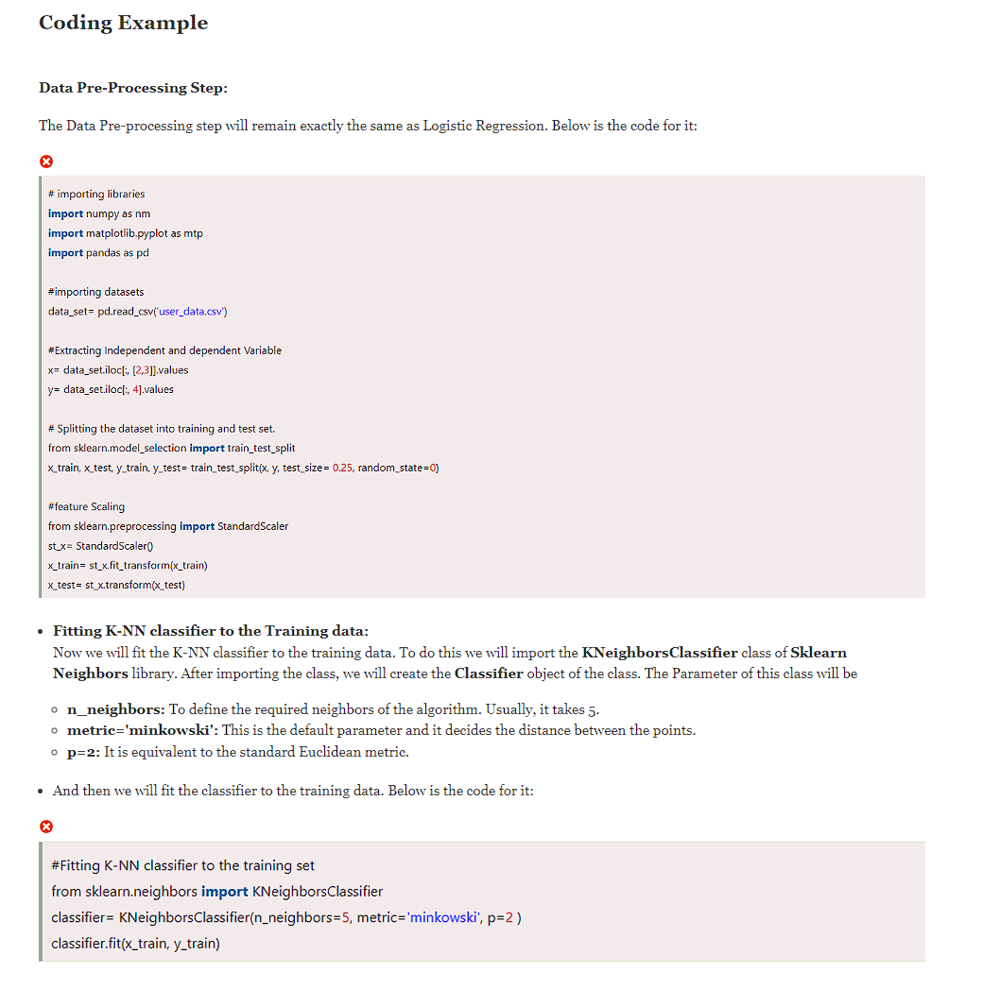 Coding Example
Data Pre-Processing Step:
The Data Pre-processing step will remain exactly the same as Logistic Regression. Below is the code for it:
# importing libraries
import numpy as nm
import matplotlib.pyplot as mtp
import pandas as pd
#importing datasets
data_set= pd.read_csv('user_data.csv')
#Extracting Independent and dependent Variable
x= data_set.iloc[:, [2,3]].values
y= data_set.iloc[:, 4].values
# Splitting the dataset into training and test set.
from sklearn.model_selection import train_test_split
x_train, x_test, y_train, y_test= train_test_split(x, y, test_size= 0.25, random_state=0)
#feature Scaling
from sklearn.preprocessing import StandardScaler
st_x= StandardScaler()
x_train= st_x.fit_transform(x_train)
x_test= st_x.transform(x_test)
• Fitting K-NN classifier to the Training data:
Now we will fit the K-NN classifier to the training data. To do this we will import the KNeighborsClassifier class of Sklearn
Neighbors library. After importing the class, we will create the Classifier object of the class. The Parameter of this class will be
◦ n_neighbors: To define the required neighbors of the algorithm. Usually, it takes 5.
◦ metric='minkowski': This is the default parameter and it decides the distance between the points.
◦ p=2: It is equivalent to the standard Euclidean metric.
• And then we will fit the classifier to the training data. Below is the code for it:
#Fitting K-NN classifier to the training set
from sklearn.neighbors import KNeighborsClassifier
classifier= KNeighborsClassifier(n_neighbors=5, metric='minkowski', p=2 )
classifier.fit(x_train, y_train)